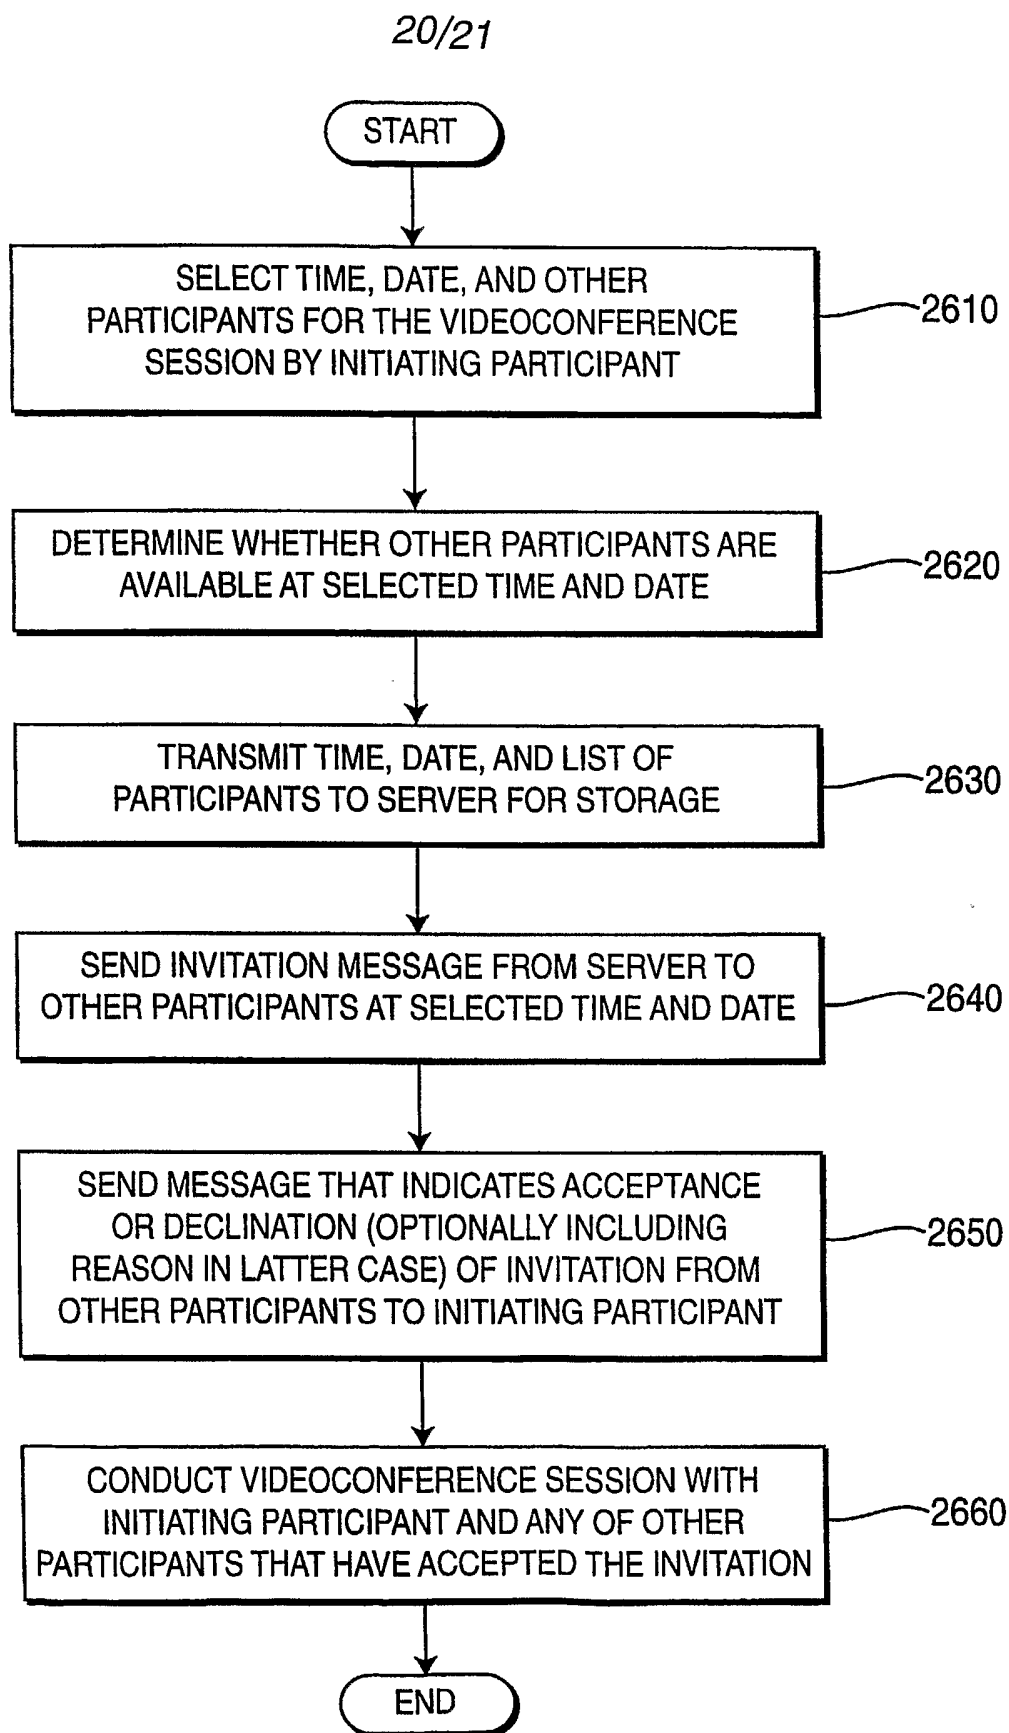 20/21
START
SELECT TIME, DATE, AND OTHER
PARTICIPANTS FOR THE VIDEOCONFERENCE
SESSION BY INITIATING PARTICIPANT
2610
DETERMINE WHETHER OTHER PARTICIPANTS ARE
AVAILABLE AT SELECTED TIME AND DATE
2620
TRANSMIT TIME, DATE, AND LIST OF
PARTICIPANTS TO SERVER FOR STORAGE
2630
SEND INVITATION MESSAGE FROM SERVER TO
OTHER PARTICIPANTS AT SELECTED TIME AND DATE
2640
SEND MESSAGE THAT INDICATES ACCEPTANCE
OR DECLINATION (OPTIONALLY INCLUDING
REASON IN LATTER CASE) OF INVITATION FROM
OTHER PARTICIPANTS TO INITIATING PARTICIPANT
2650
CONDUCT VIDEOCONFERENCE SESSION WITH
INITIATING PARTICIPANT AND ANY OF OTHER
PARTICIPANTS THAT HAVE ACCEPTED THE INVITATION
2660
END